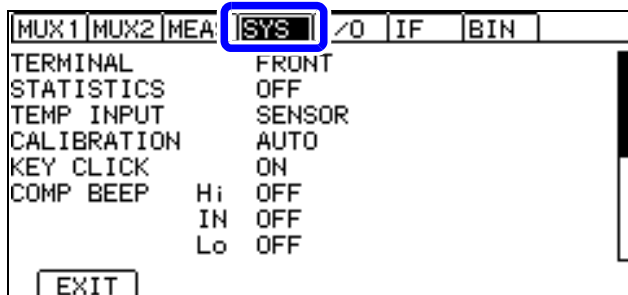 MUX1 MUX2 MEA SYS /O IF BIN
TERMINAL FRONT
STATISTICS OFF
TEMP INPUT SENSOR
CALIBRATION AUTO
KEY CLICK ON
COMP BEEP Hi OFF
IN OFF
Lo OFF
EXIT